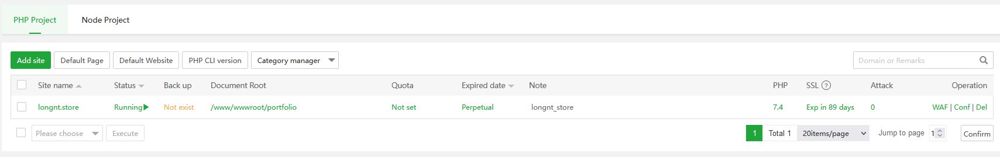 PHP Project Node Project
Add site Default Page Default Website PHP CLI version Category manager Domain or Remarks
Site name Status Back up Document Root Quota Expired date Note PHP SSL ? Attack Operation
longnt.store Running Not exist /www/wwwroot/portfolio Not set Perpetual longnt_store 7.4 Exp in 89 days 0 WAF | Conf | Del
Please choose Execute 1 Total 1 20items/page Jump to page 1 Confirm